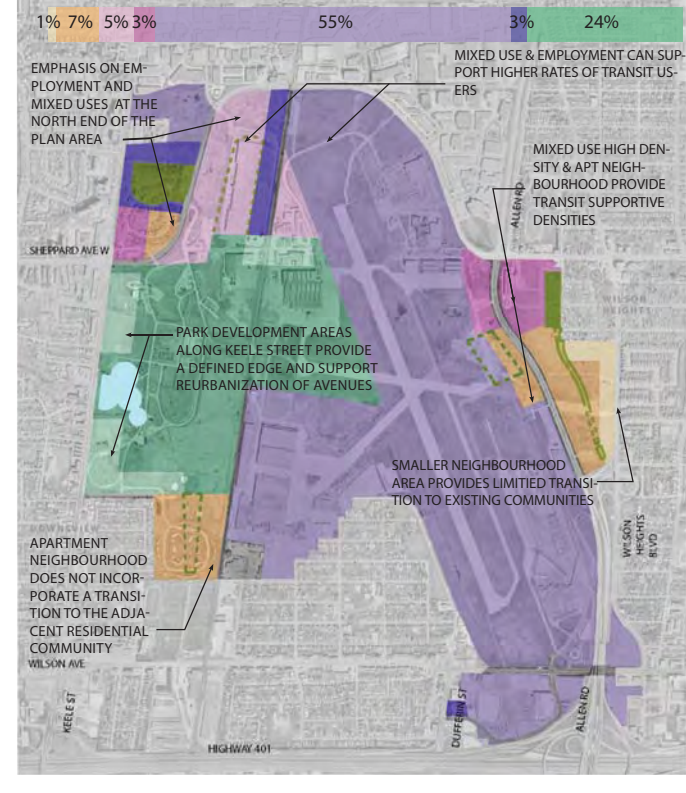 1% 7% 5% 3% 55% 3% 24%
EMPHASIS ON EM-
PLOYMENT AND
MIXED USES AT THE
NORTH END OF THE
PLAN AREA
MIXED USE & EMPLOYMENT CAN SUP-
PORT HIGHER RATES OF TRANSIT US-
ERS
MIXED USE HIGH DEN-
SITY & APT NEIGH-
BOURHOOD PROVIDE
TRANSIT SUPPORTIVE
DENSITIES
ALLEN RD
SHEPPARD AVE W
WILSON
HEIGHTS
PARK DEVELOPMENT AREAS
ALONG KEELE STREET PROVIDE
A DEFINED EDGE AND SUPPORT
REURBANIZATION OF AVENUES
SMALLER NEIGHBOURHOOD
AREA PROVIDES LIMITIED TRANSI-
TION TO EXISTING COMMUNITIES
DOWNSVIEW
APARTMENT
NEIGHBOURHOOD
DOES NOT INCOR-
PORATE A TRANSI-
TION TO THE ADJA-
CENT RESIDENTIAL
COMMUNITY
WILSON
HEIGHTS
BLVD
WILSON AVE
KEELE ST
DUFFERIN ST
ALLEN RD
HIGHWAY 401